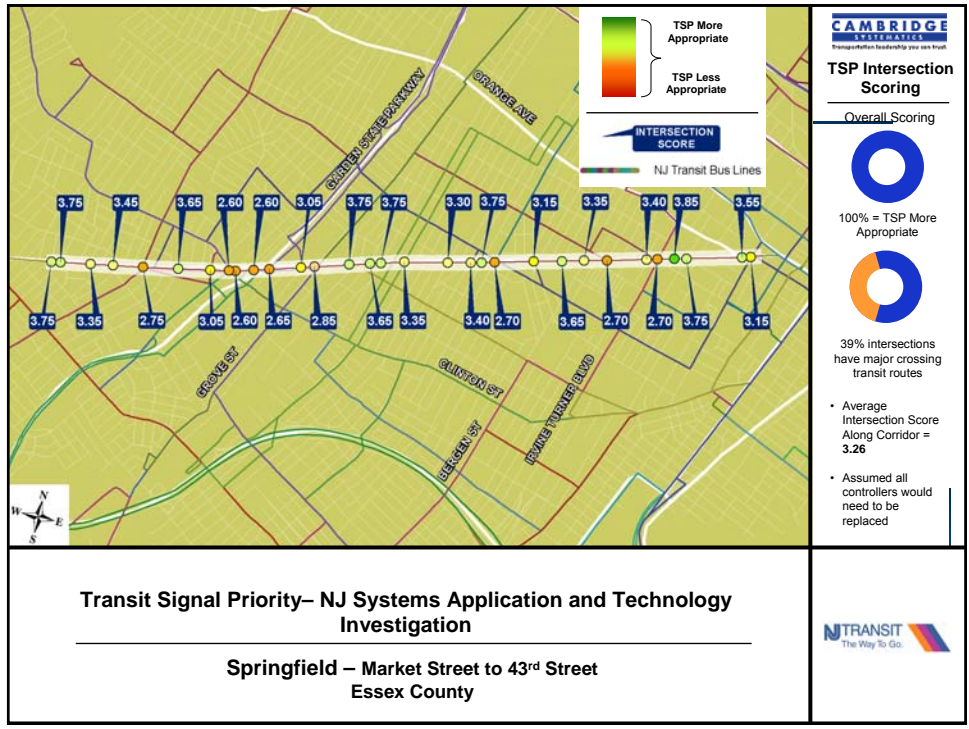 TSP More
Appropriate
TSP Less
Appropriate
INTERSECTION
SCORE
NJ Transit Bus Lines
ORANGE AVE
GARDEN STATE PARKWAY
3.75
3.45
3.65
2.60
2.60
3.05
3.75
3.75
3.30
3.75
3.15
3.35
3.40
3.85
3.55
3.75
3.35
2.75
3.05
2.60
2.65
2.85
3.65
3.35
3.40
2.70
3.65
2.70
2.70
3.75
3.15
GROVE ST
CLINTON ST
BERGEN ST
IRVINE TURNER BLVD
N
W
E
S
CAMBRIDGE
SYSTEMATICS
Transportation leadership you can trust.
TSP Intersection
Scoring
Overall Scoring
100% = TSP More
Appropriate
39% intersections
have major crossing
transit routes
• Average
Intersection Score
Along Corridor =
3.26
• Assumed all
controllers would
need to be
replaced
Transit Signal Priority– NJ Systems Application and Technology
Investigation
Springfield – Market Street to 43rd Street
Essex County
NJ TRANSIT
The Way To Go.